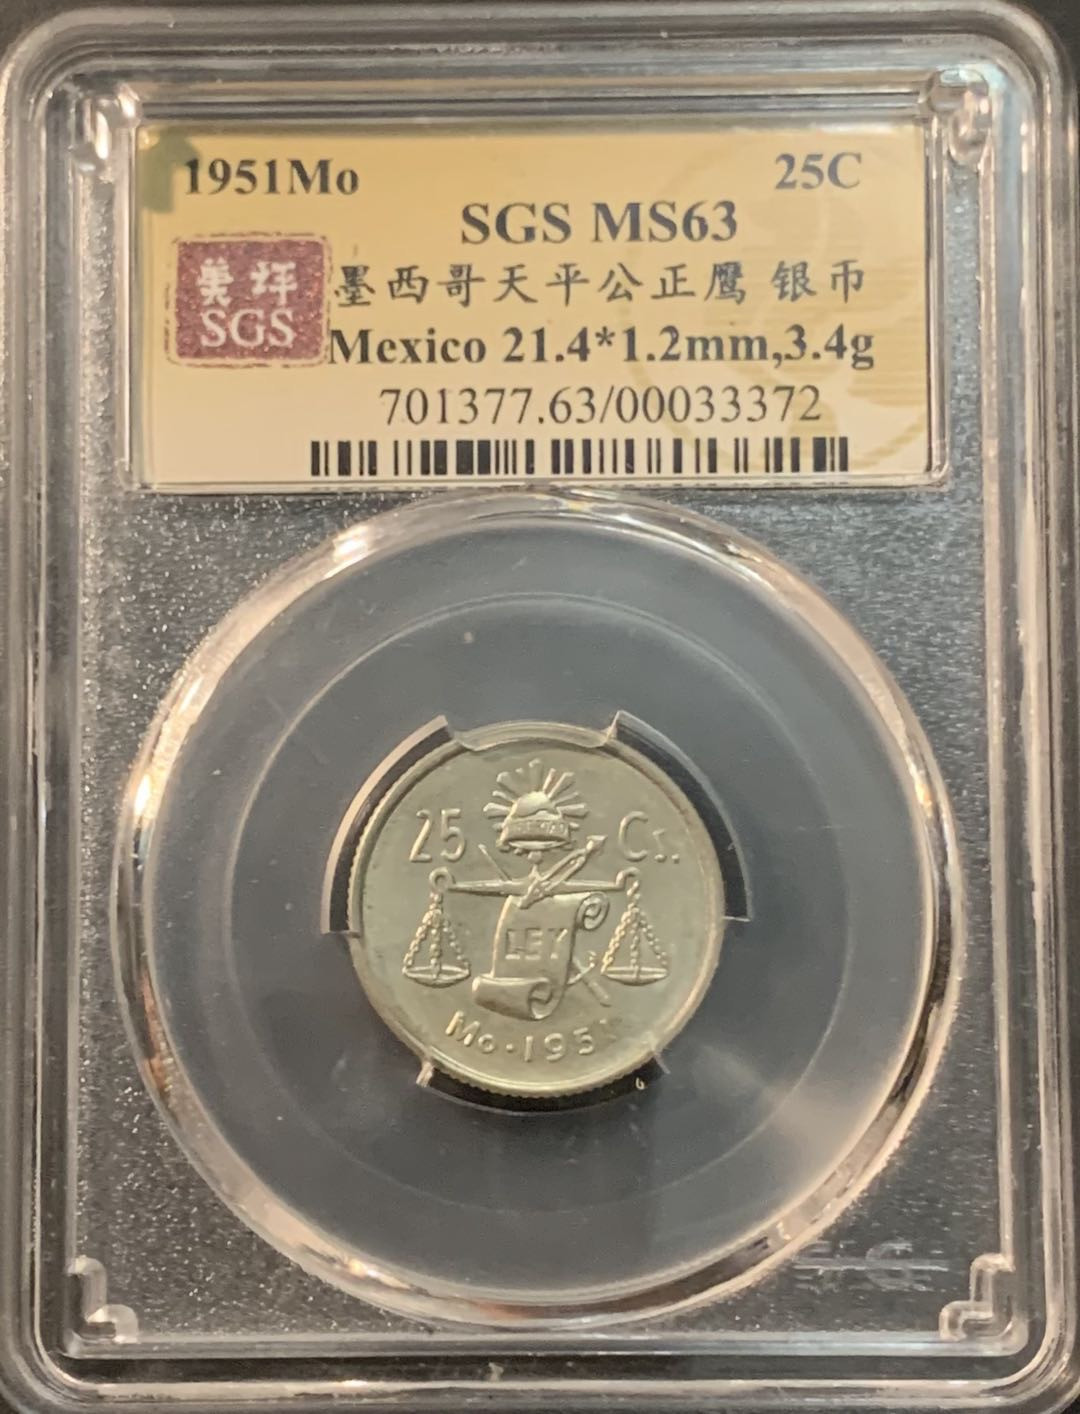 1951Mo 25C
SGS MS63
美评
SGS
墨西哥天平公正鹰 银币
Mexico 21.4*1.2mm,3.4g
701377.63/00033372
25 Cs.
LEY
Mo·1951